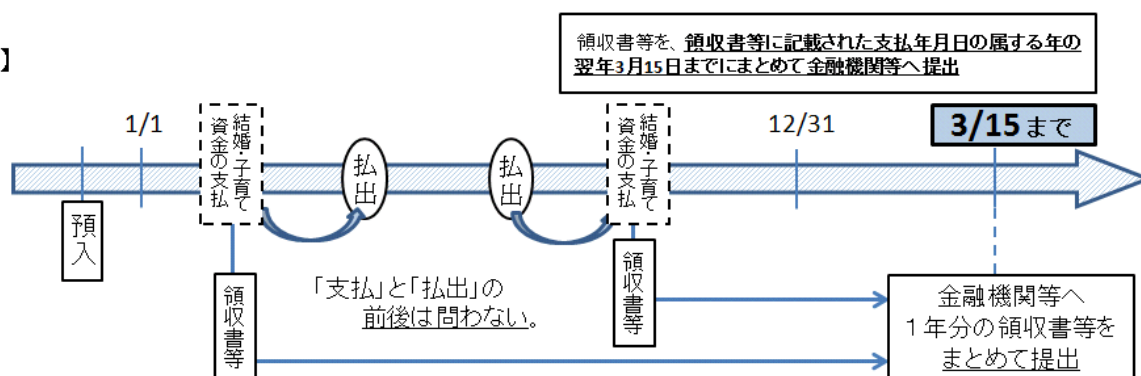 】
領収書等を、領収書等に記載された支払年月日の属する年の
翌年3月15日までにまとめて金融機関等へ提出
1/1
結婚・子育て
資金の支払
払出
払出
結婚・子育て
資金の支払
12/31
3/15まで
預入
領収書等
「支払」と「払出」の
前後は問わない。
領収書等
金融機関等へ
１年分の領収書等を
まとめて提出